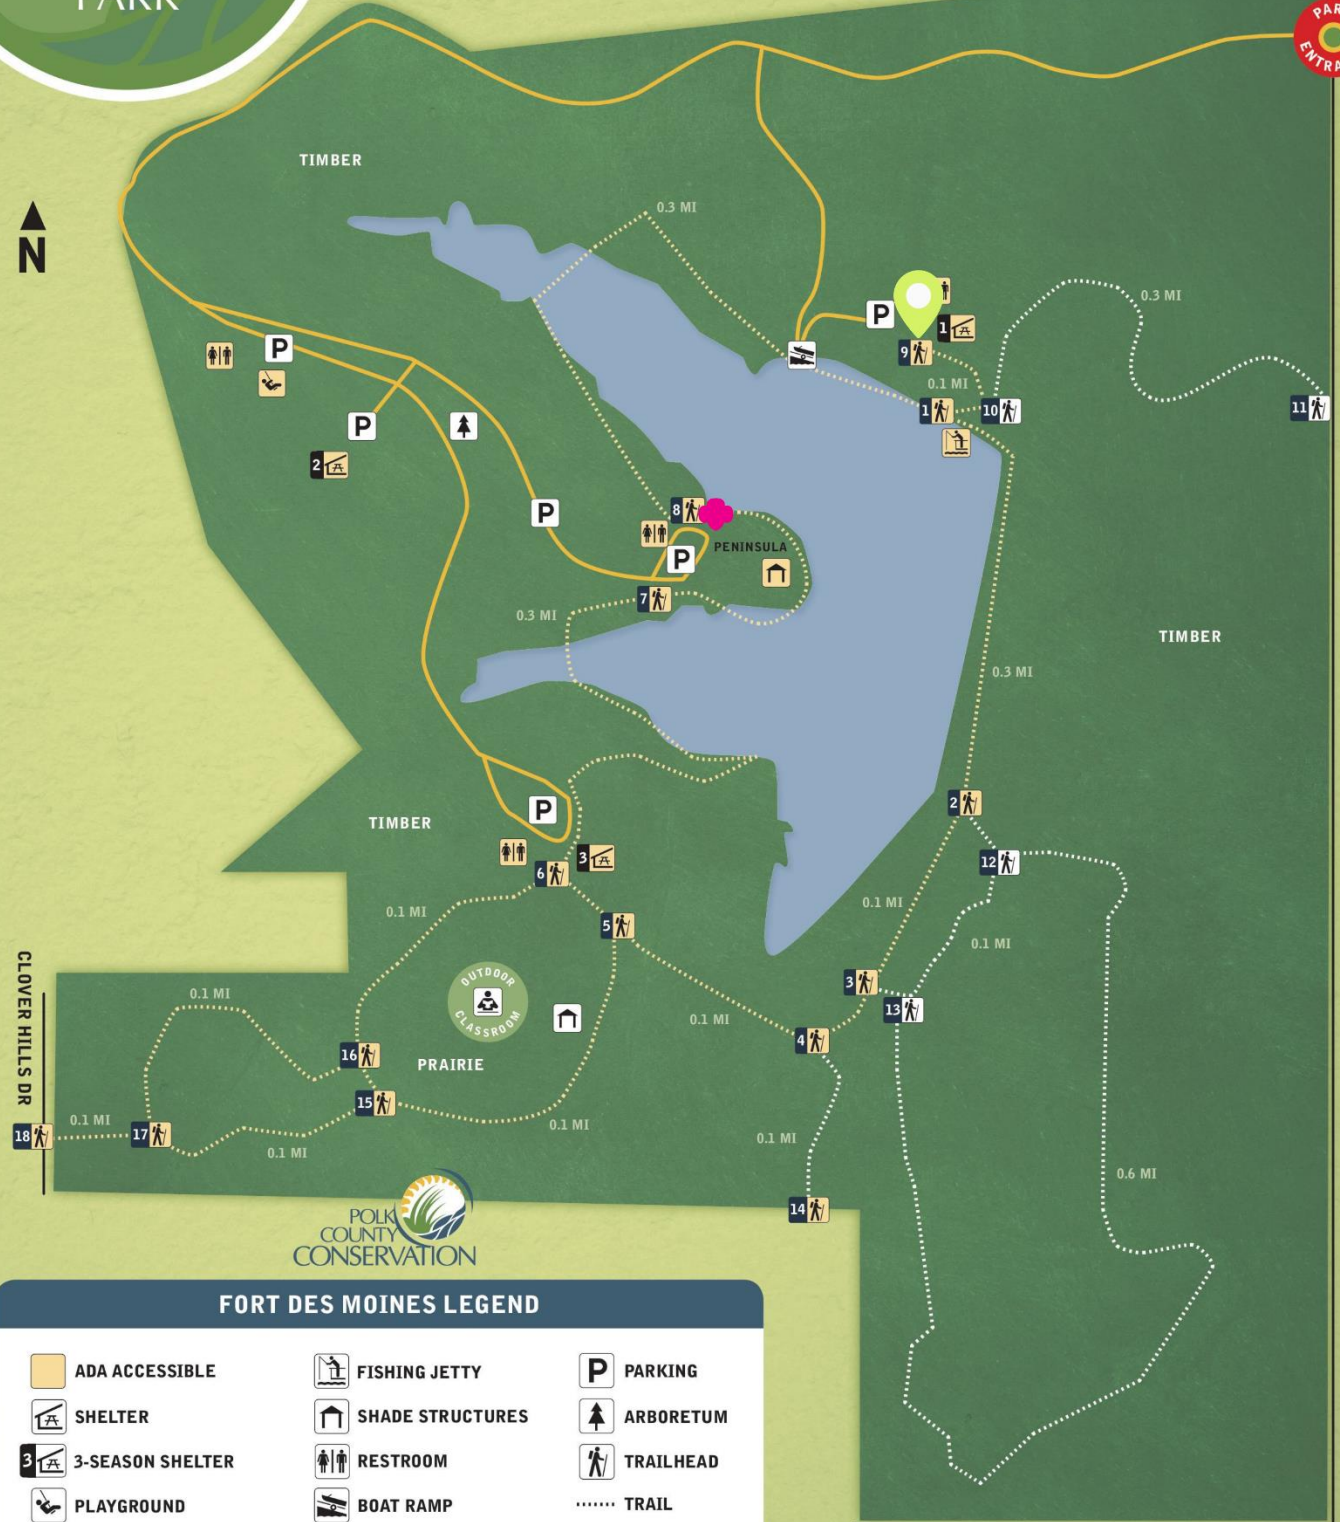 PARK
PARK
TIMBER
N
0.3 MI
0.3 MI
P
1
9
P
0.1 MI
1
10
11
P
2
P
8
PENINSULA
P
7
0.3 MI
TIMBER
0.3 MI
2
P
TIMBER
12
3
6
0.1 MI
0.1 MI
5
0.1 MI
CLOVER HILLS DR
OUTDOOR
CLASSROOM
3
0.1 MI
13
0.1 MI
4
16
PRAIRIE
15
0.1 MI
0.1 MI
18
17
0.1 MI
0.1 MI
0.6 MI
14
POLK
COUNTY
CONSERVATION
FORT DES MOINES LEGEND
ADA ACCESSIBLE
FISHING JETTY
P PARKING
SHELTER
SHADE STRUCTURES
ARBORETUM
3 3-SEASON SHELTER
RESTROOM
TRAILHEAD
PLAYGROUND
BOAT RAMP
TRAIL